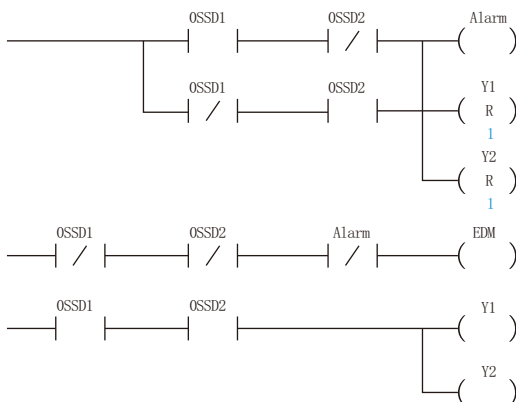 OSSD1 OSSD2 Alarm
OSSD1 OSSD2 Y1
R
1
Y2
R
1
OSSD1 OSSD2 Alarm EDM
OSSD1 OSSD2 Y1
Y2